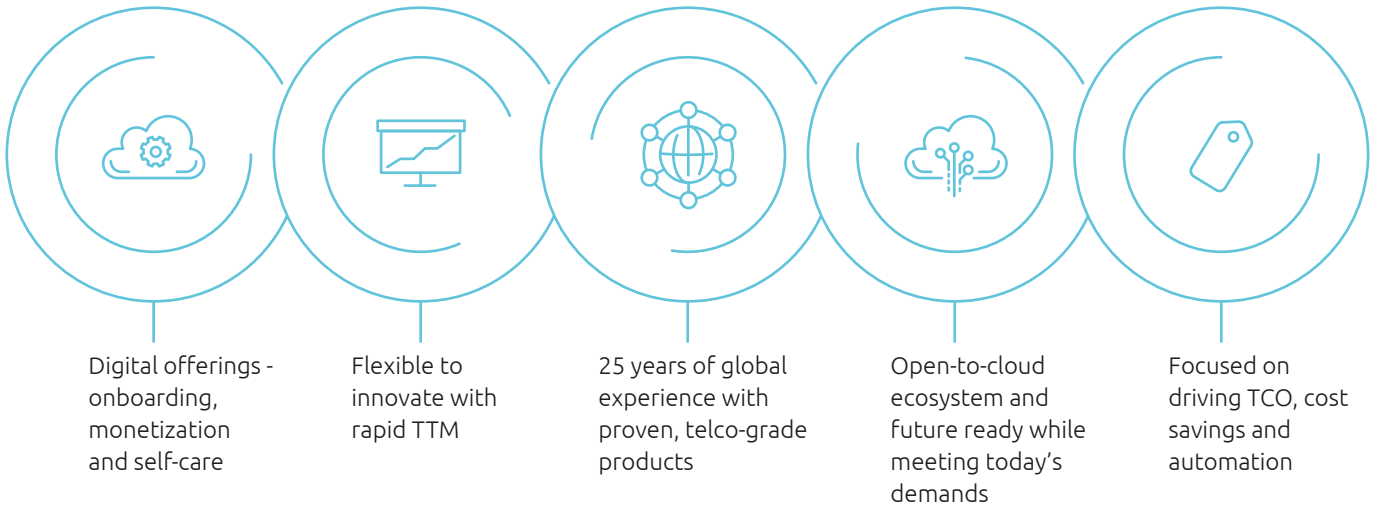 Digital offerings -
onboarding,
monetization
and self-care
Flexible to
innovate with
rapid TTM
25 years of global
experience with
proven, telco-grade
products
Open-to-cloud
ecosystem and
future ready while
meeting today’s
demands
Focused on
driving TCO, cost
savings and
automation